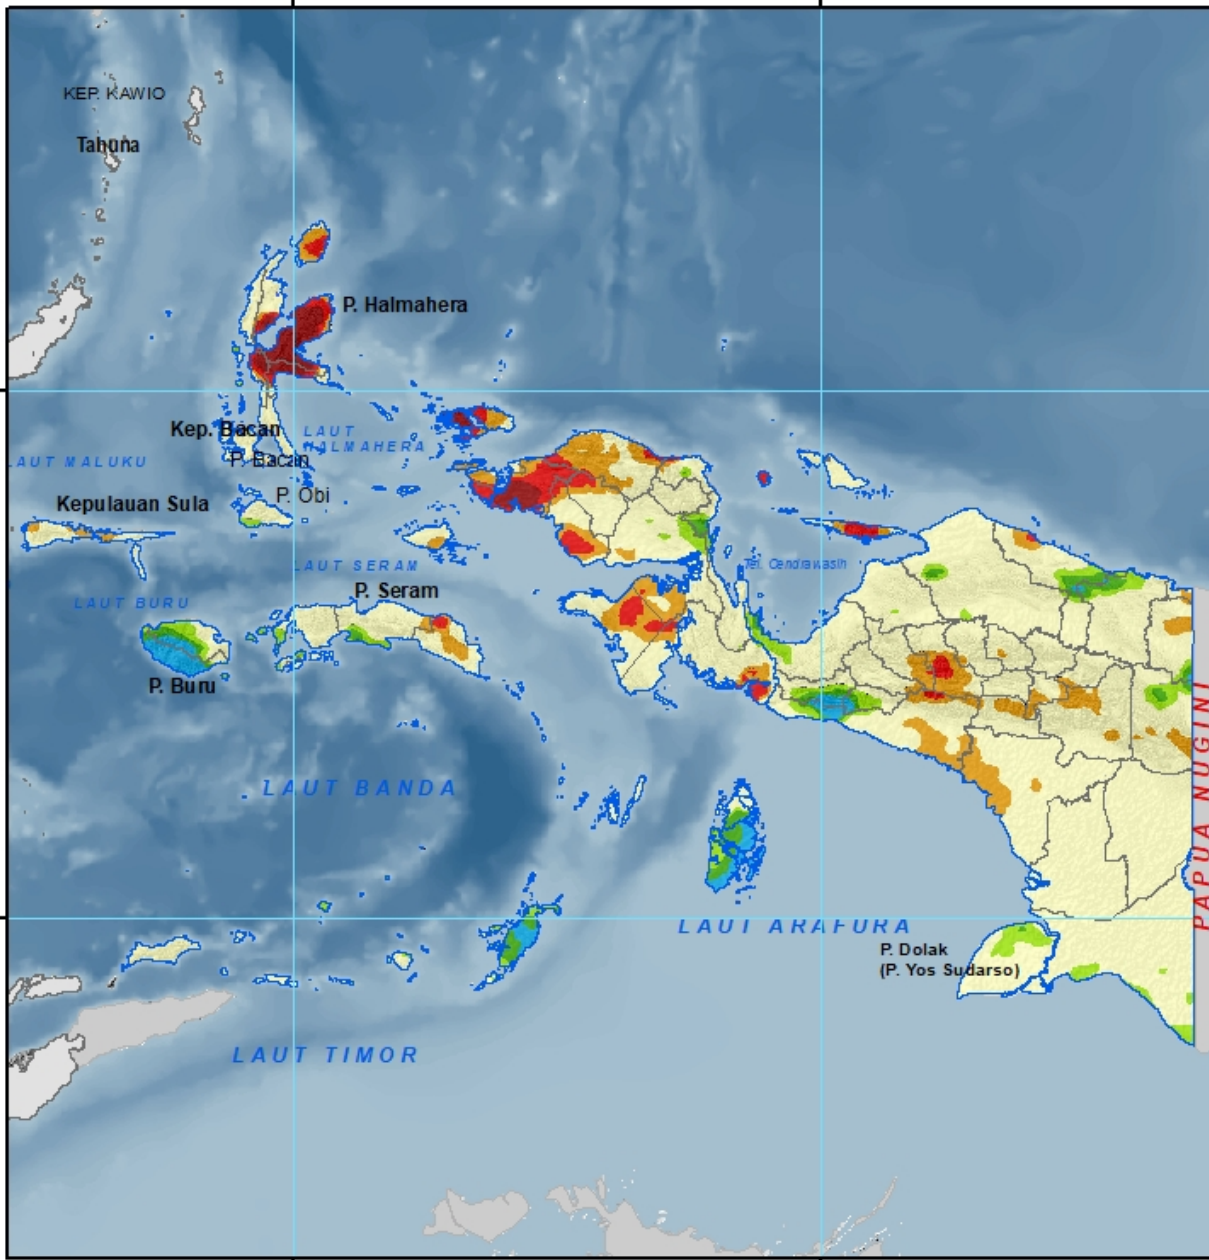 KEP. KAWIO
Tahuna
P. Halmahera
Kep. Bacan
LAUT
HALMAHERA
LAUT MALUKU
P. Bacan
P. Obi
Kepulauan Sula
LAUT SERAM
Tel. Cendrawasih
P. Seram
LAUT BURU
P. Buru
PAPUA NUGINI
LAUT BANDA
LAUT ARAFURA
P. Dolak
(P. Yos Sudarso)
LAUT TIMOR